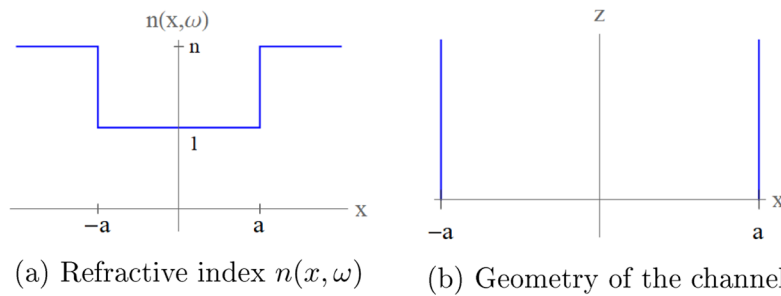 n(x,ω)
n
1
−a
a
x
z
−a
a
x
(a) Refractive index n(x, ω)
(b) Geometry of the channel